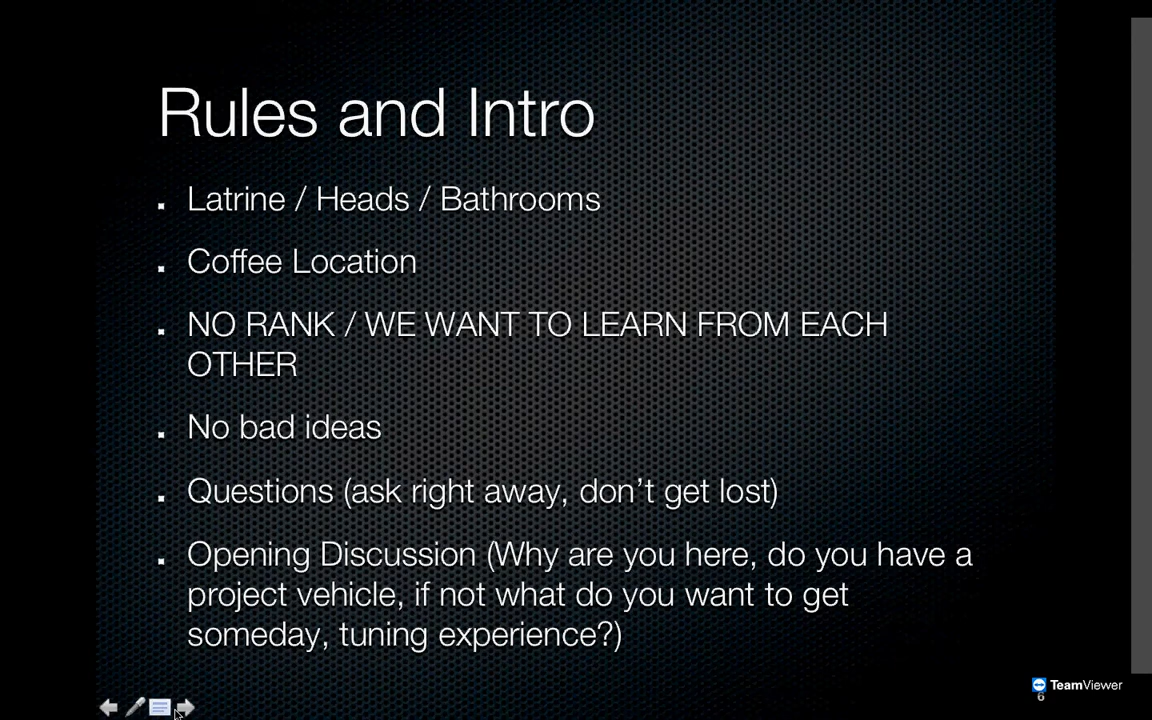 Rules and Intro
Latrine / Heads / Bathrooms
Coffee Location
NO RANK / WE WANT TO LEARN FROM EACH
OTHER
No bad ideas
Questions (ask right away, don’t get lost)
Opening Discussion (Why are you here, do you have a
project vehicle, if not what do you want to get
someday, tuning experience?)
TeamViewer
6